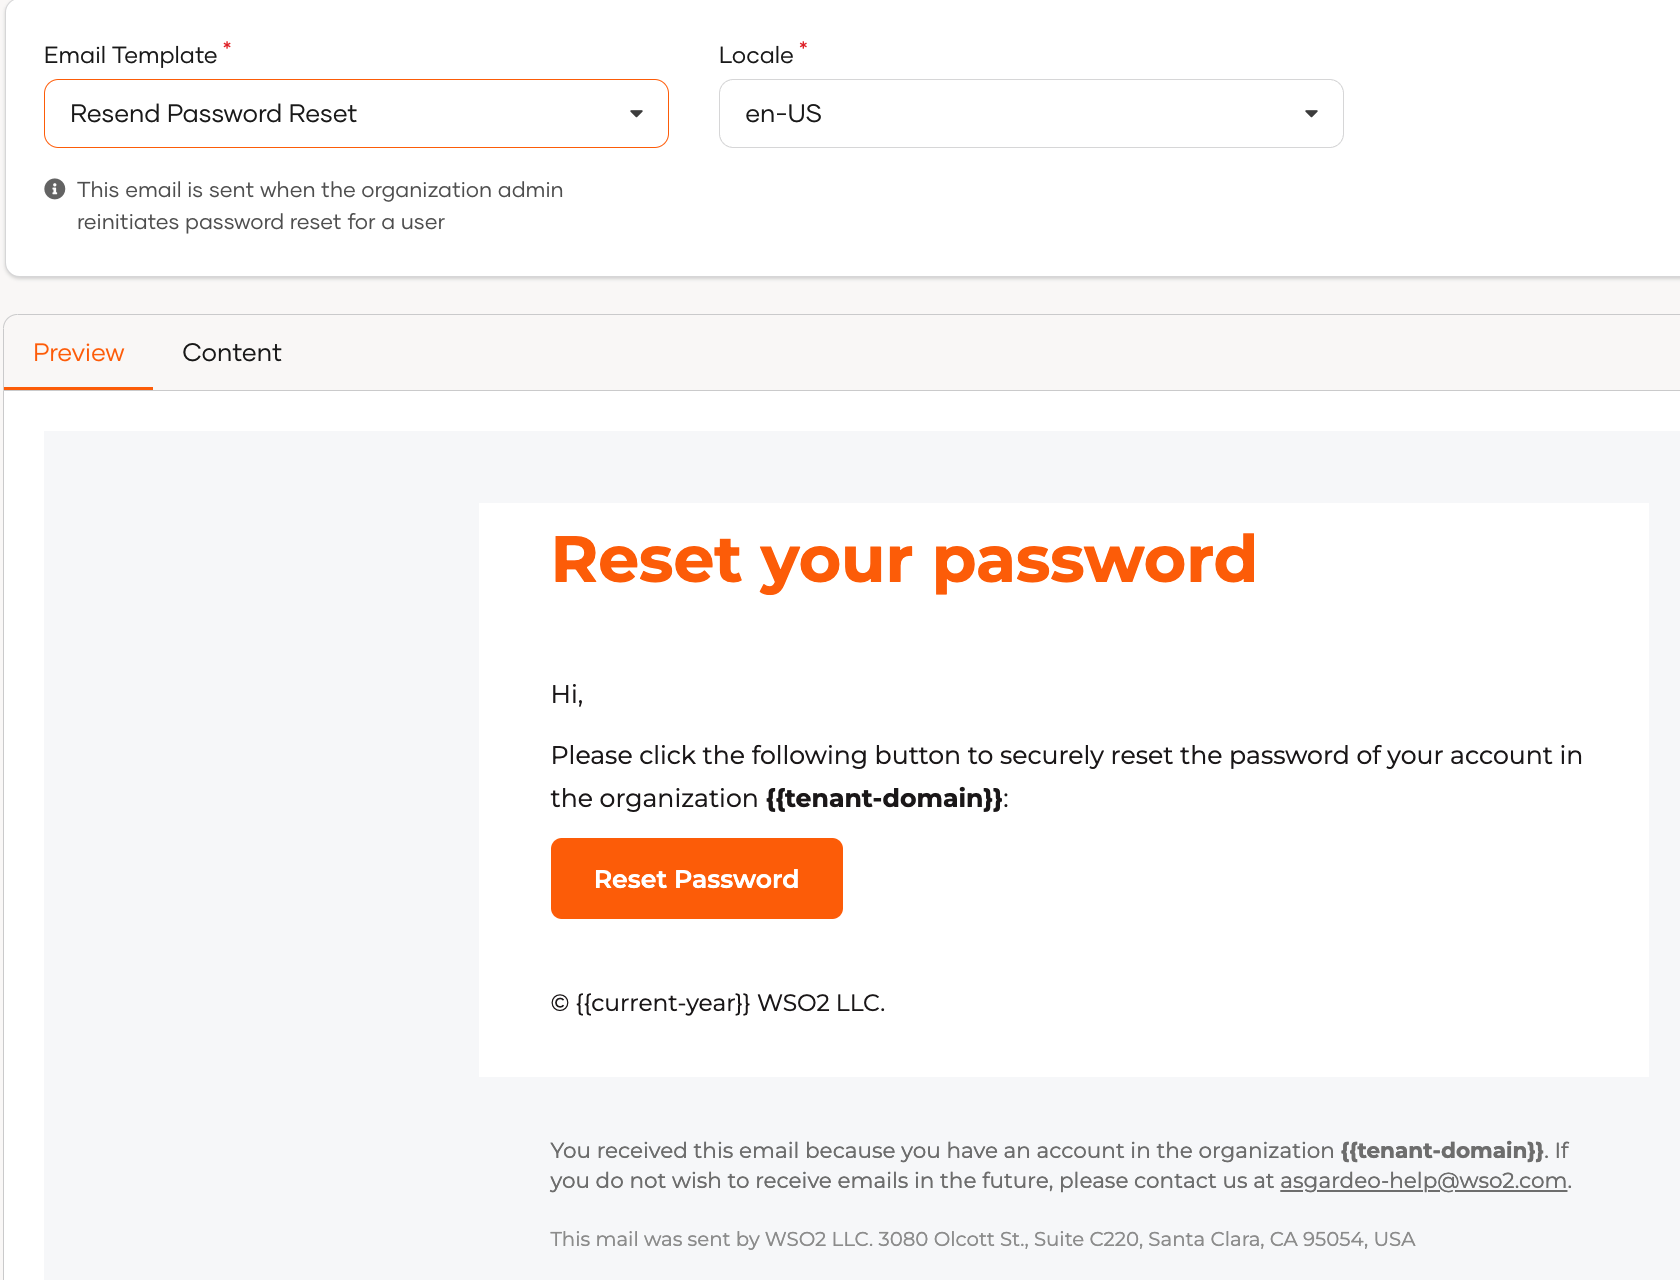 Email Template *
Locale *
Resend Password Reset
en-US
This email is sent when the organization admin
reinitiates password reset for a user
Preview
Content
Reset your password
Hi,
Please click the following button to securely reset the password of your account in
the organization {{tenant-domain}}:
Reset Password
© {{current-year}} WSO2 LLC.
You received this email because you have an account in the organization {{tenant-domain}}. If
you do not wish to receive emails in the future, please contact us at asgardeo-help@wso2.com.
This mail was sent by WSO2 LLC. 3080 Olcott St., Suite C220, Santa Clara, CA 95054, USA